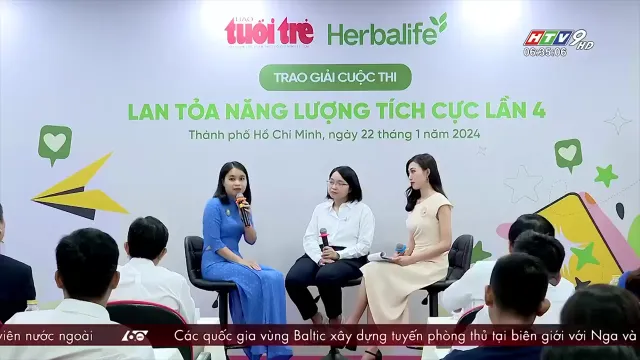 BÁO
tuổi trẻ Herbalife
HTV9 HD
06:35:06
TRAO GIẢI CUỘC THI
LAN TỎA NĂNG LƯỢNG TÍCH CỰC LẦN 4
Thành phố Hồ Chí Minh, ngày 22 tháng 1 năm 2024
viên nước ngoài
60
Các quốc gia vùng Baltic xây dựng tuyến phòng thủ tại biên giới với Nga và